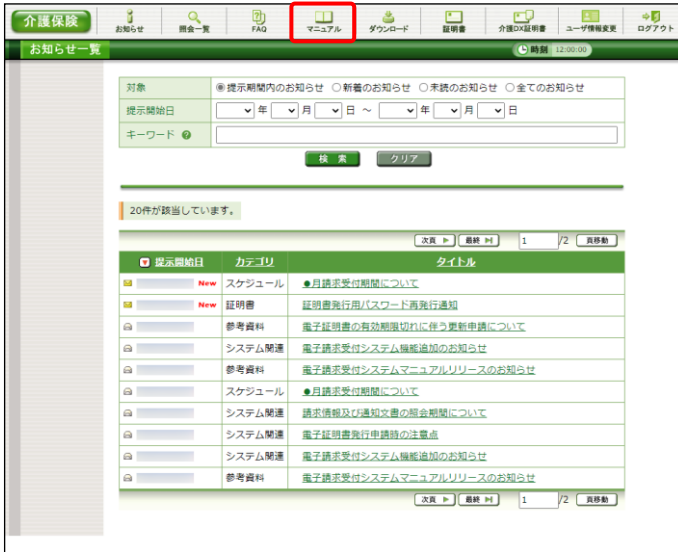 介護保険
お知らせ 照会一覧 FAQ マニュアル ダウンロード 証明書 介護DX証明書 ユーザ情報変更 ログアウト
お知らせ一覧 時刻 12:00:00
対象 提示期間内のお知らせ 新着のお知らせ 未読のお知らせ 全てのお知らせ
提示開始日 年 月 日 ～ 年 月 日
キーワード
検 索 クリア
20件が該当しています。
次頁 最終 1 /2 頁移動
提示開始日 カテゴリ タイトル
New スケジュール ●月請求受付期間について
New 証明書 証明書発行用パスワード再発行通知
参考資料 電子証明書の有効期限切れに伴う更新申請について
システム関連 電子請求受付システム機能追加のお知らせ
参考資料 電子請求受付システムマニュアルリリースのお知らせ
スケジュール ●月請求受付期間について
システム関連 請求情報及び通知文書の照会期間について
システム関連 電子証明書発行申請時の注意点
システム関連 電子請求受付システム機能追加のお知らせ
参考資料 電子請求受付システムマニュアルリリースのお知らせ
次頁 最終 1 /2 頁移動